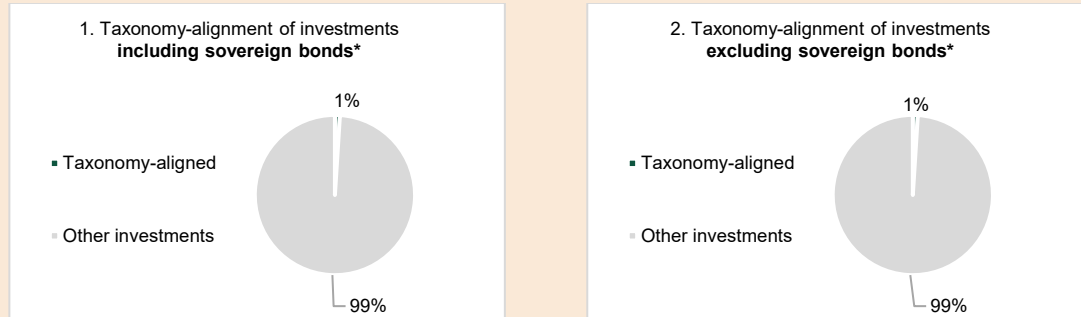 1. Taxonomy-alignment of investments
including sovereign bonds*
1%
Taxonomy-aligned
Other investments
99%
2. Taxonomy-alignment of investments
excluding sovereign bonds*
1%
Taxonomy-aligned
Other investments
99%